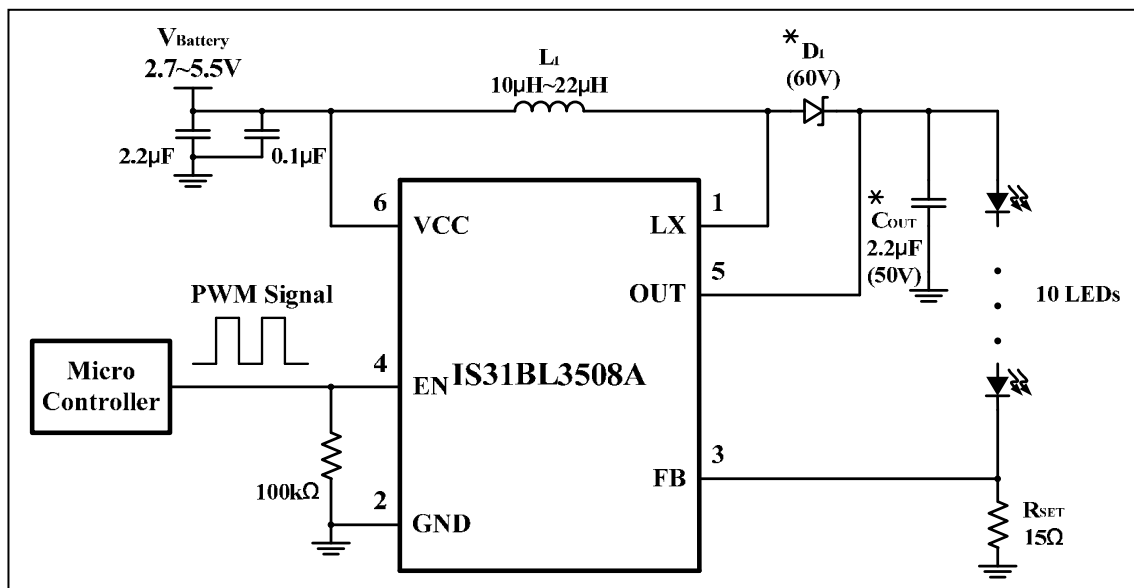 VBattery
2.7~5.5V
L1
10µH~22µH
*D1
(60V)
2.2µF
0.1µF
6
VCC
LX
1
*COUT
2.2µF
(50V)
OUT
5
10 LEDs
PWM Signal
Micro
Controller
4
EN
IS31BL3508A
100kΩ
2
GND
FB
3
RSET
15Ω